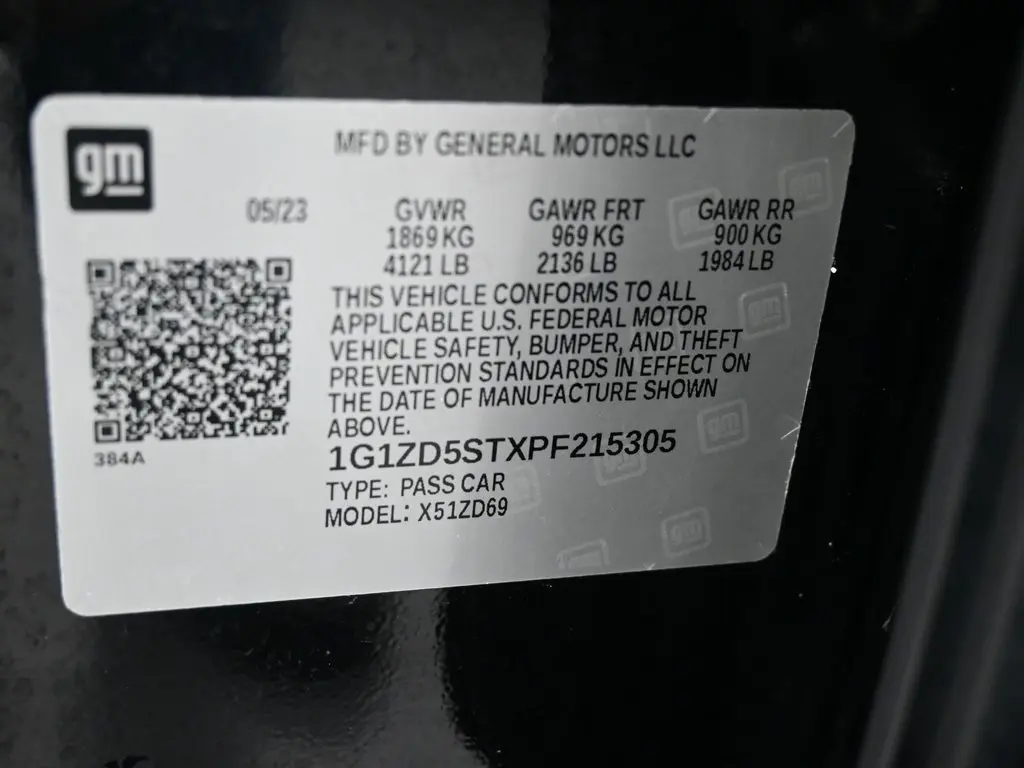 gm
MFD BY GENERAL MOTORS LLC
05/23 GVWR GAWR FRT GAWR RR
1869 KG 969 KG 900 KG
4121 LB 2136 LB 1984 LB
THIS VEHICLE CONFORMS TO ALL
APPLICABLE U.S. FEDERAL MOTOR
VEHICLE SAFETY, BUMPER, AND THEFT
PREVENTION STANDARDS IN EFFECT ON
THE DATE OF MANUFACTURE SHOWN
ABOVE.
384A
1G1ZD5STXPF215305
TYPE: PASS CAR
MODEL: X51ZD69